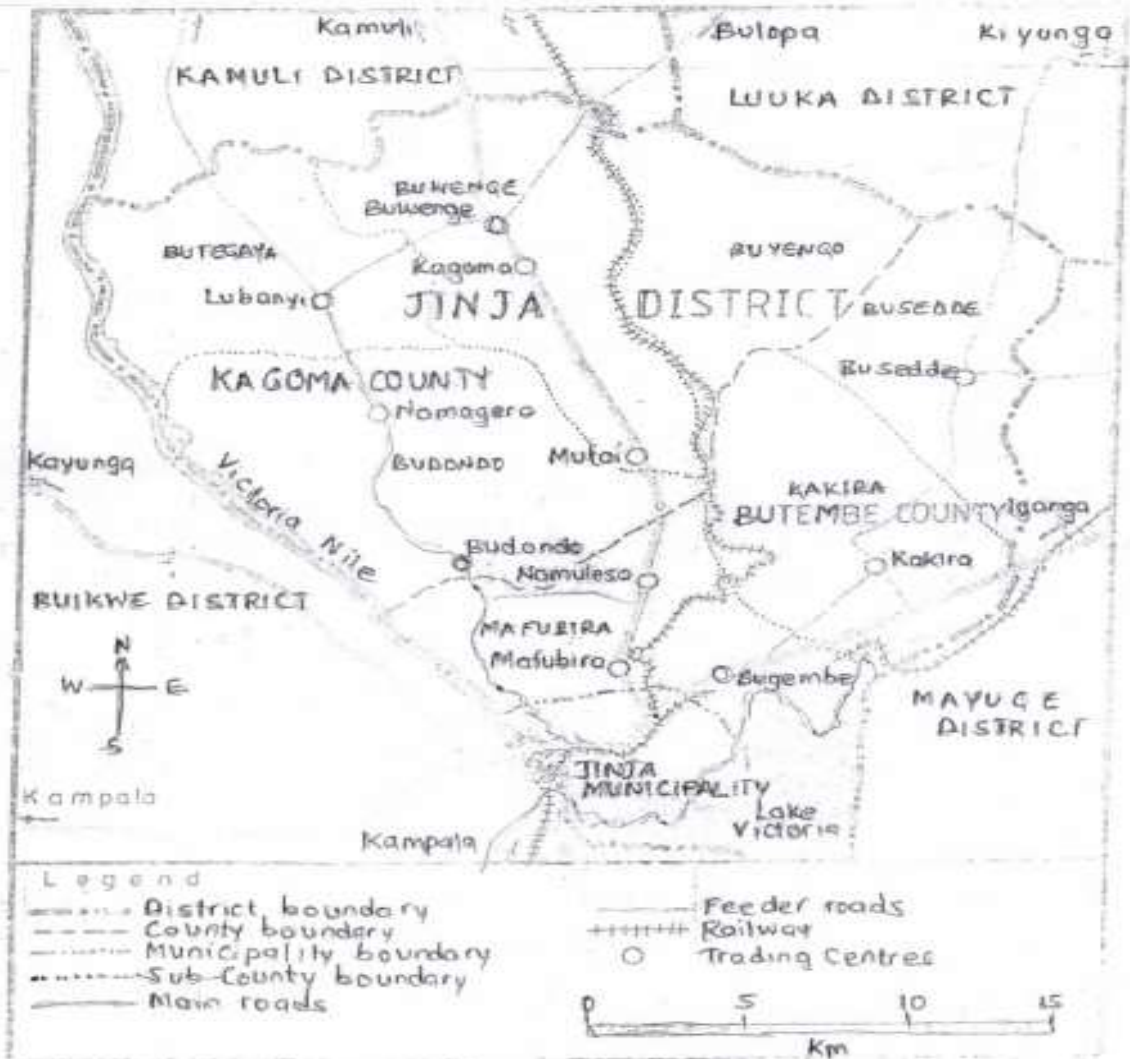 Kamuli
Bulopa
Kiyunga
KAMULI DISTRICT
LUUKA DISTRICT
BUWENGE
Buwenge
BUTEGAYA
BUYENGO
Kagoma
Lubanyi
JINJA DISTRICT
BUSEDDE
KAGOMA COUNTY
Busedde
Namagera
Kayunga
Victoria Nile
BUDONDO
Mutai
KAKIRA
BUTEMBE COUNTY
Iganga
Budondo
Kakira
Namulesa
BUIKWE DISTRICT
MAFUBIRA
Mafubira
Bugembe
N
W
E
S
MAYUGE
DISTRICT
JINJA
MUNICIPALITY
Kampala
Lake
Victoria
Kampala
Legend
District boundary
County boundary
Municipality boundary
Sub-County boundary
Main roads
Feeder roads
Railway
Trading Centres
0 5 10 15
Km